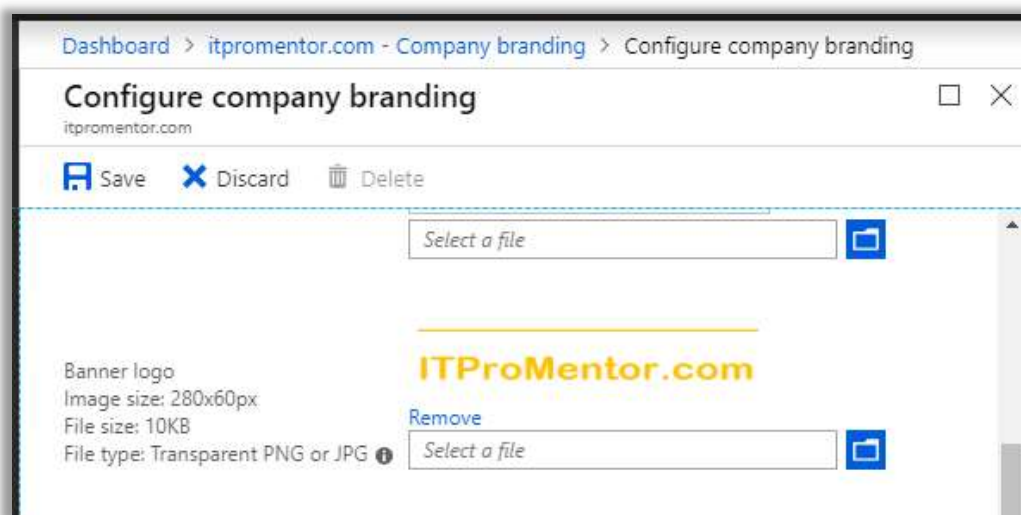 Dashboard > itpromentor.com - Company branding > Configure company branding
Configure company branding
itpromentor.com
Save Discard Delete
Select a file
ITProMentor.com
Banner logo
Image size: 280x60px
File size: 10KB
File type: Transparent PNG or JPG
Remove
Select a file